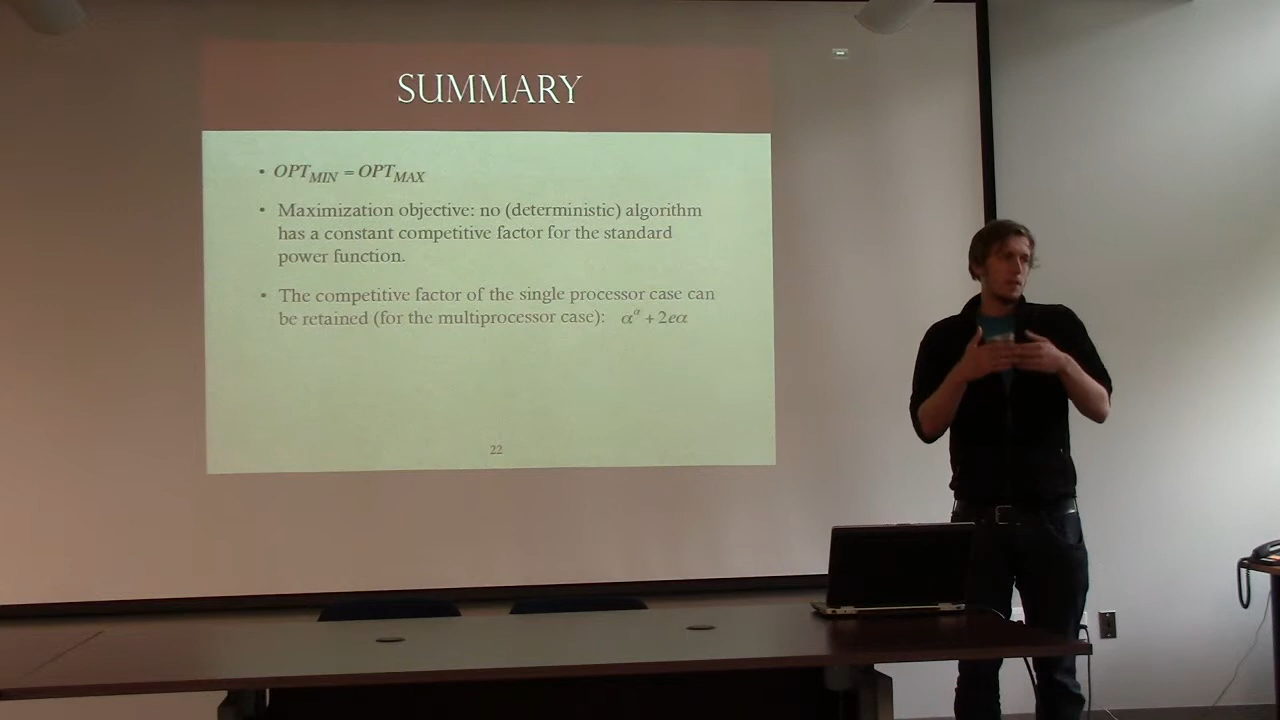 SUMMARY
• OPT_MIN = OPT_MAX
• Maximization objective: no (deterministic) algorithm
has a constant competitive factor for the standard
power function.
• The competitive factor of the single processor case can
be retained (for the multiprocessor case): α^α + 2eα
22